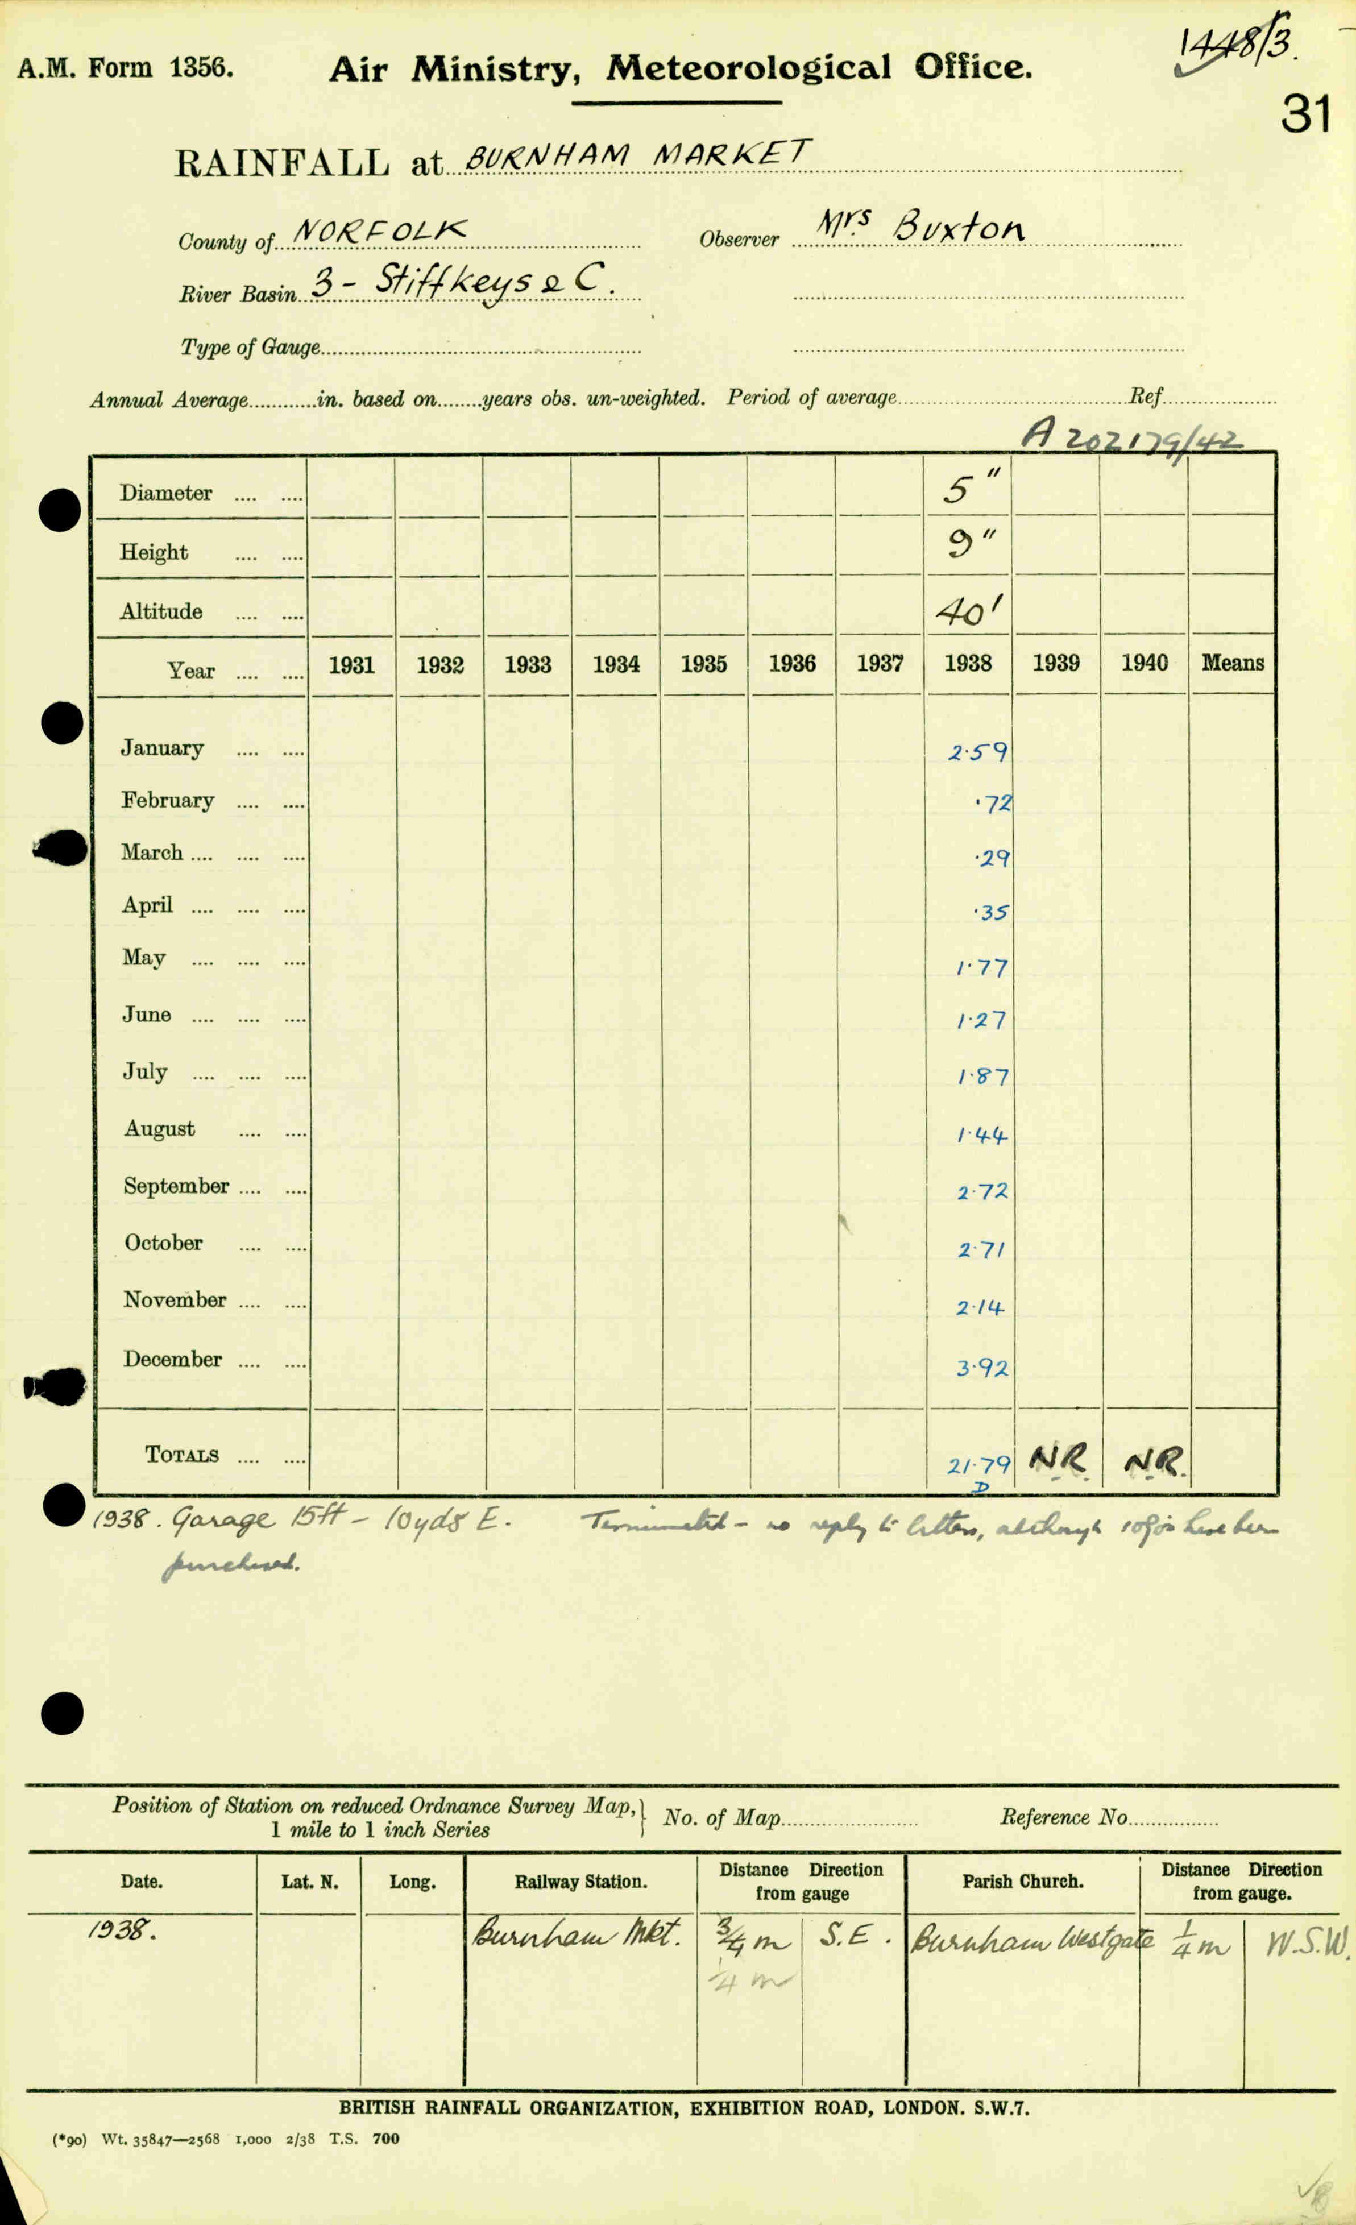 1448/3.
A.M. Form 1356. Air Ministry, Meteorological Office.
31
RAINFALL at BURNHAM MARKET
County of NORFOLK Observer Mrs Buxton
River Basin 3 - Stiffkeys & C.
Type of Gauge
Annual Average in. based on years obs. un-weighted. Period of average Ref
A 202179/42
Diameter 5"
Height 9"
Altitude 40'
Year 1931 1932 1933 1934 1935 1936 1937 1938 1939 1940 Means
January 2.59
February .72
March .29
April .35
May 1.77
June 1.27
July 1.87
August 1.44
September 2.72
October 2.71
November 2.14
December 3.92
TOTALS 21.79 NR NR.
D
1938. Garage 15ft - 10yds E. Terminated - no reply to letters, although have been
purchased.
Position of Station on reduced Ordnance Survey Map, } No. of Map Reference No.
1 mile to 1 inch Series
Date. Lat. N. Long. Railway Station. Distance Direction from gauge Parish Church. Distance Direction from gauge.
1938. Burnham Mkt. 3/4 m S.E. Burnham Westgate 1/4 m W.S.W.
1/4 m
BRITISH RAINFALL ORGANIZATION, EXHIBITION ROAD, LONDON. S.W.7.
(*90) Wt. 35847—2568 1,000 2/38 T.S. 700